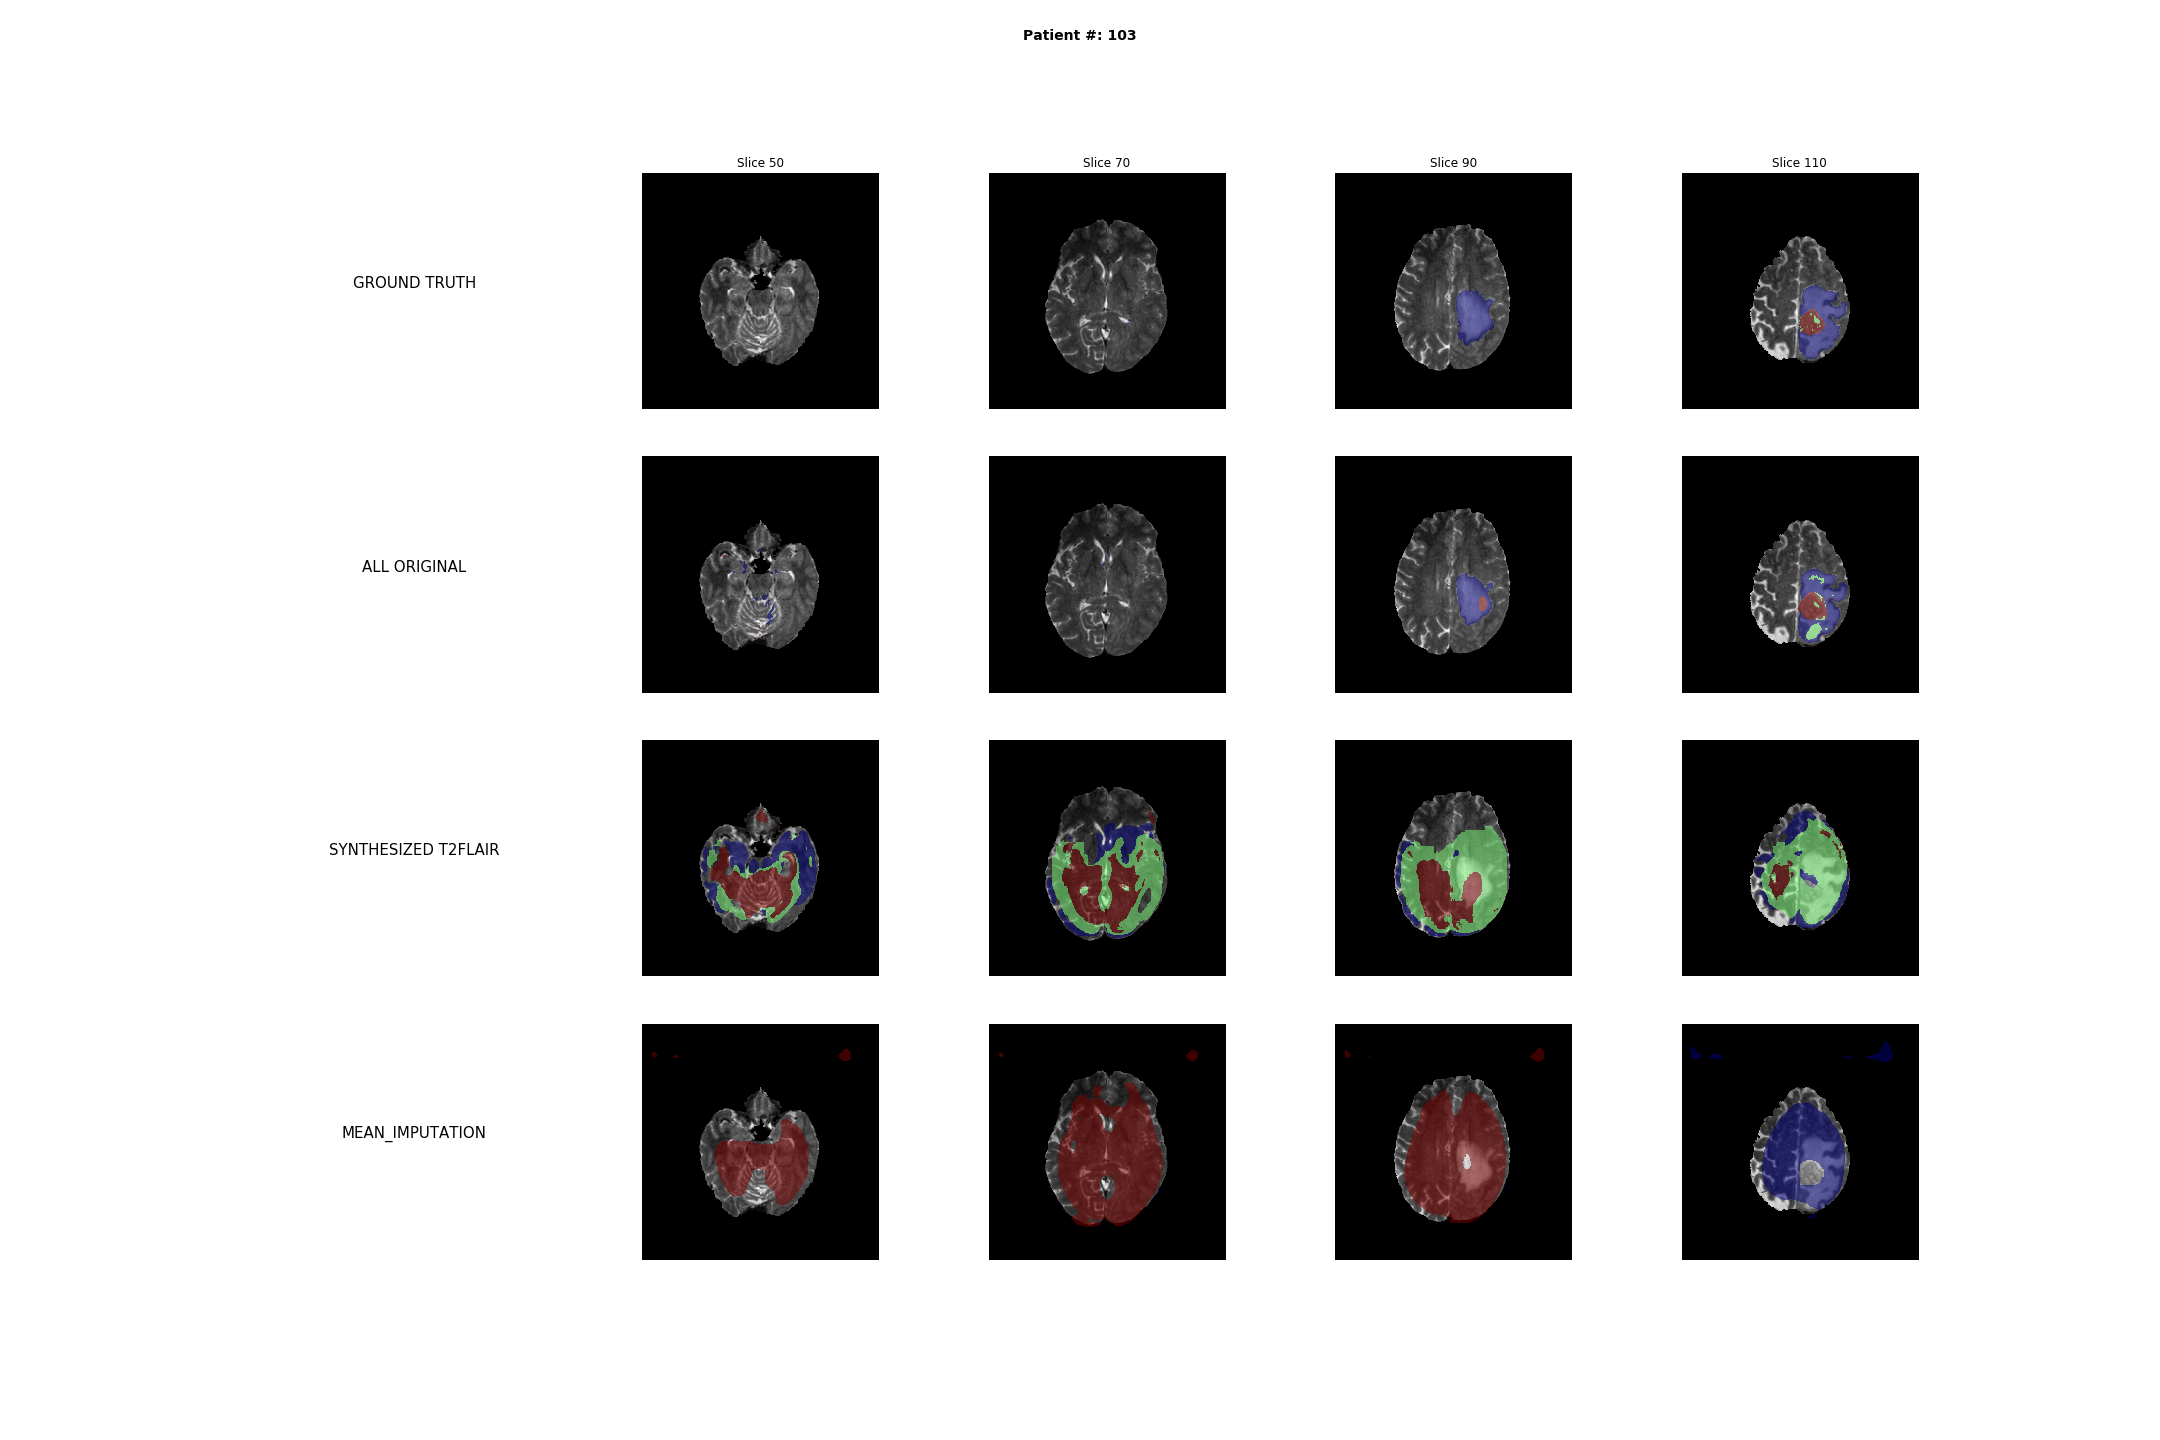 Patient #: 103
Slice 50
Slice 70
Slice 90
Slice 110
GROUND TRUTH
ALL ORIGINAL
SYNTHESIZED T2FLAIR
MEAN_IMPUTATION